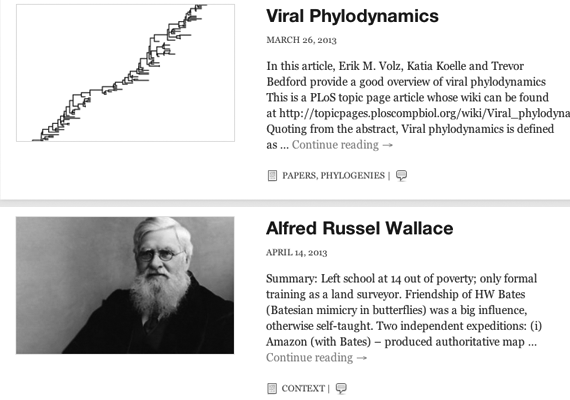 Viral Phylodynamics
MARCH 26, 2013
In this article, Erik M. Volz, Katia Koelle and Trevor
Bedford provide a good overview of viral phylodynamics
This is a PLoS topic page article whose wiki can be found
at http://topicpages.ploscompbiol.org/wiki/Viral_phylodyna
Quoting from the abstract, Viral phylodynamics is defined
as ... Continue reading →
PAPERS, PHYLOGENIES |
Alfred Russel Wallace
APRIL 14, 2013
Summary: Left school at 14 out of poverty; only formal
training as a land surveyor. Friendship of HW Bates
(Batesian mimicry in butterflies) was a big influence,
otherwise self-taught. Two independent expeditions: (i)
Amazon (with Bates) – produced authoritative map ...
Continue reading →
CONTEXT |